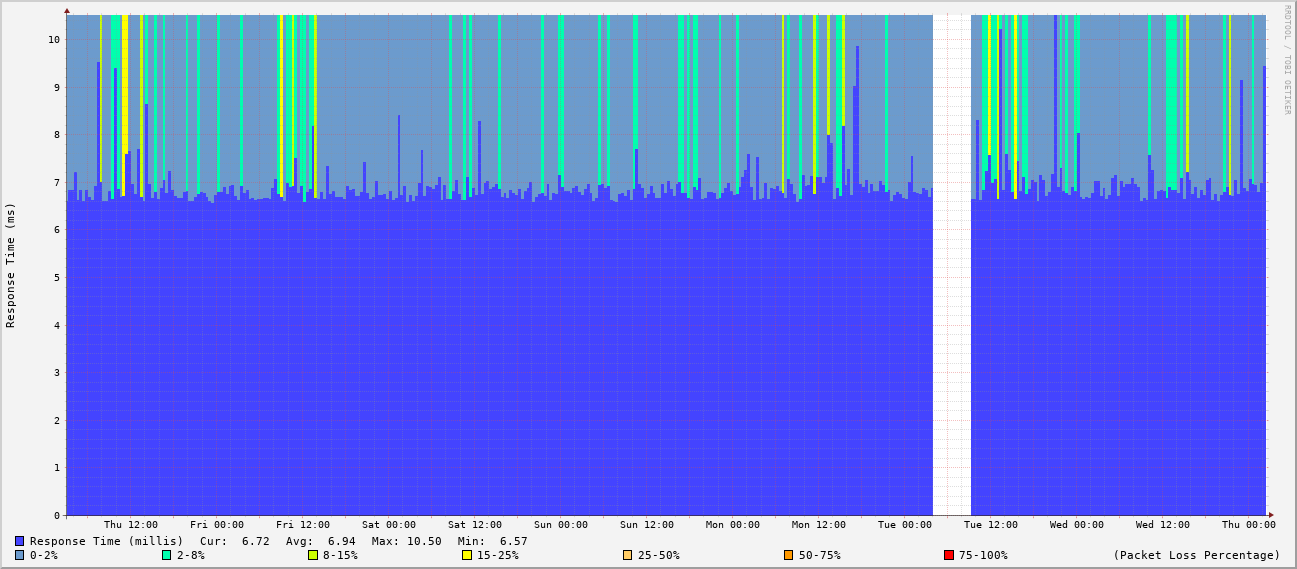 RRDTOOL / TOBI OETIKER
Response Time (ms)
10
9
8
7
6
5
4
3
2
1
0
Thu 12:00 Fri 00:00 Fri 12:00 Sat 00:00 Sat 12:00 Sun 00:00 Sun 12:00 Mon 00:00 Mon 12:00 Tue 00:00 Tue 12:00 Wed 00:00 Wed 12:00 Thu 00:00
Response Time (millis) Cur: 6.72 Avg: 6.94 Max: 10.50 Min: 6.57
0-2% 2-8% 8-15% 15-25% 25-50% 50-75% 75-100% (Packet Loss Percentage)